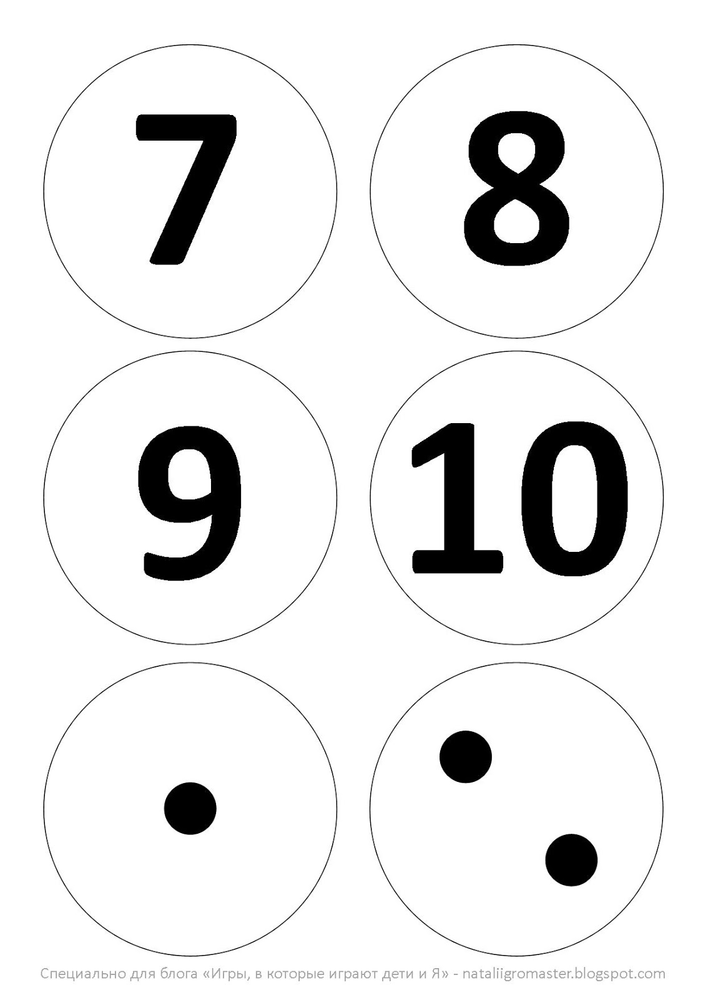 7
8
9
10
Специально для блога «Игры, в которые играют дети и Я» - nataliigromaster.blogspot.com